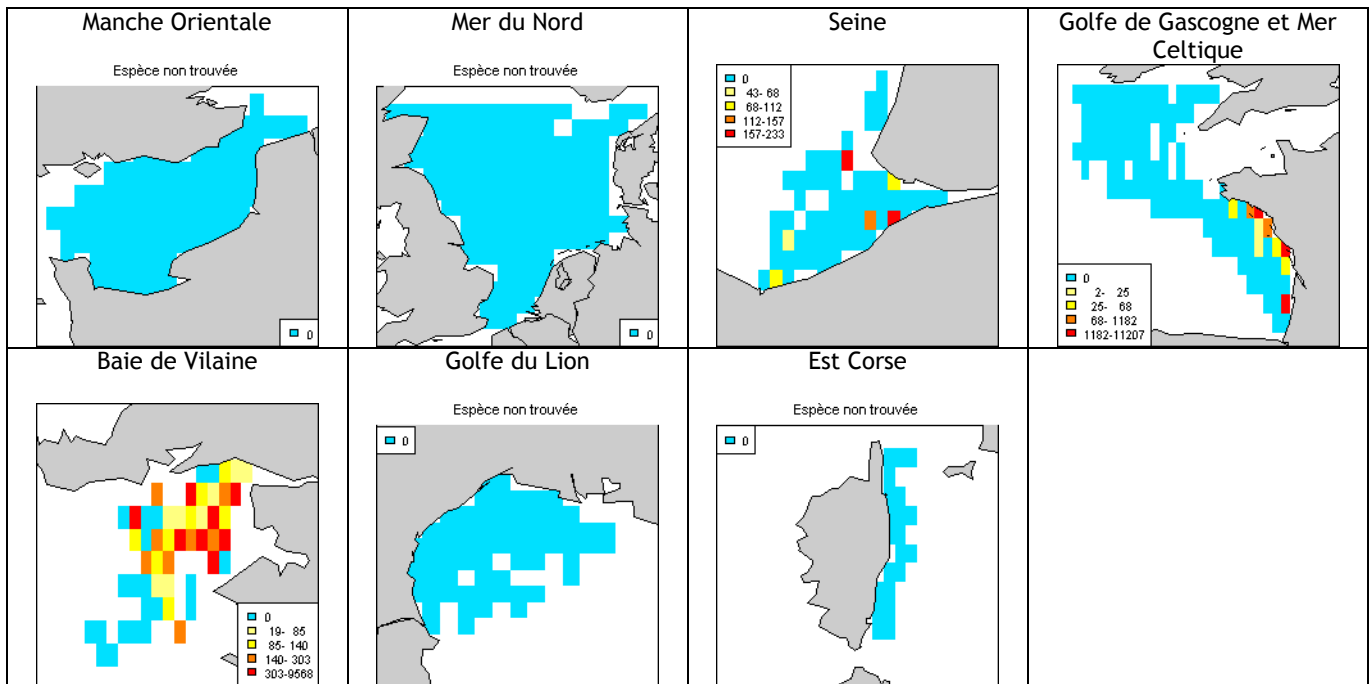 Manche Orientale
Espèce non trouvée
0
Mer du Nord
Espèce non trouvée
0
Seine
0
43- 68
68-112
112-157
157-233
Golfe de Gascogne et Mer
Celtique
0
2- 25
25- 68
68- 1182
1182-11207
Baie de Vilaine
0
19- 85
85- 140
140- 303
303-9568
Golfe du Lion
Espèce non trouvée
0
Est Corse
Espèce non trouvée
0